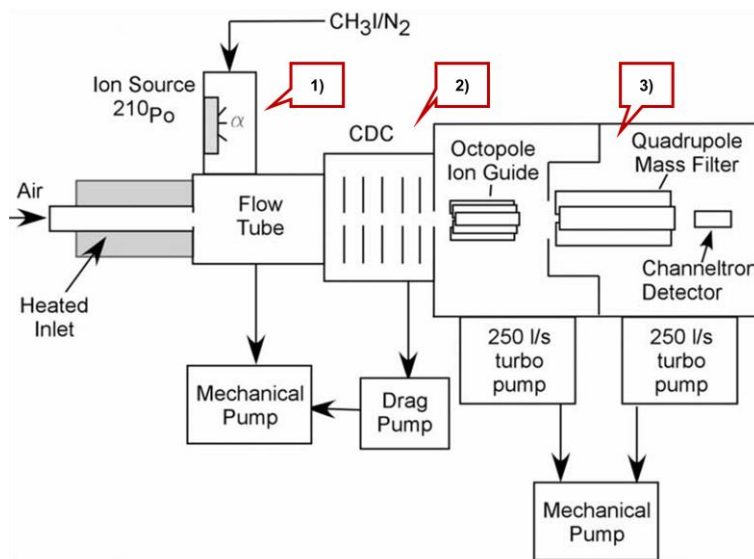 CH3I/N2
Ion Source
210Po
α
1)
2)
3)
CDC
Octopole
Ion Guide
Quadrupole
Mass Filter
Air
Flow
Tube
Heated
Inlet
Channeltron
Detector
250 l/s
turbo
pump
250 l/s
turbo
pump
Mechanical
Pump
Drag
Pump
Mechanical
Pump